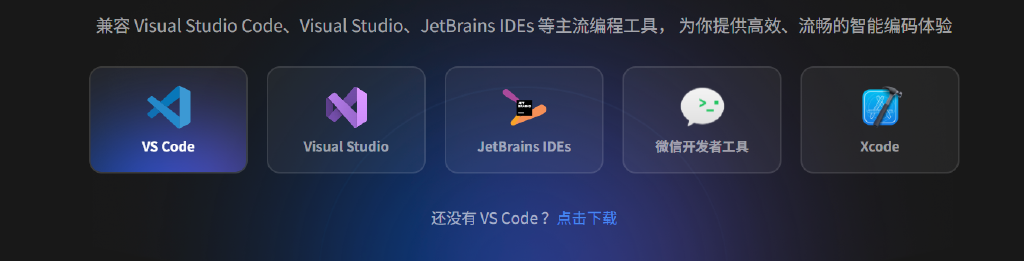 兼容 Visual Studio Code、Visual Studio、JetBrains IDEs 等主流编程工具， 为你提供高效、流畅的智能编码体验
VS Code
Visual Studio
JetBrains IDEs
微信开发者工具
Xcode
还没有 VS Code？ 点击下载